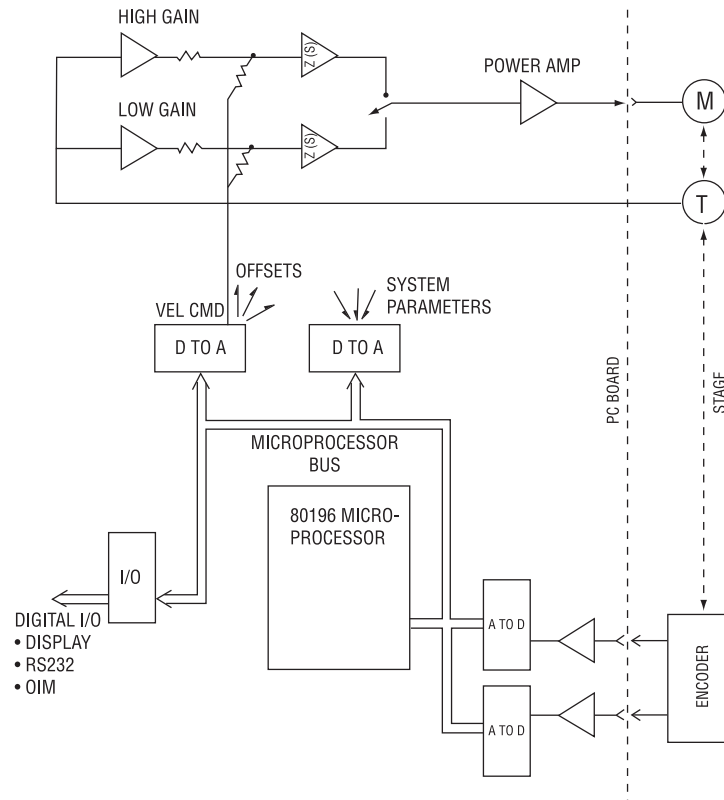 HIGH GAIN
Z (S)
POWER AMP
M
LOW GAIN
Z (S)
T
OFFSETS
VEL CMD
D TO A
SYSTEM
PARAMETERS
D TO A
PC BOARD
STAGE
MICROPROCESSOR
BUS
80196 MICRO-
PROCESSOR
I/O
DIGITAL I/O
• DISPLAY
• RS232
• OIM
A TO D
A TO D
ENCODER